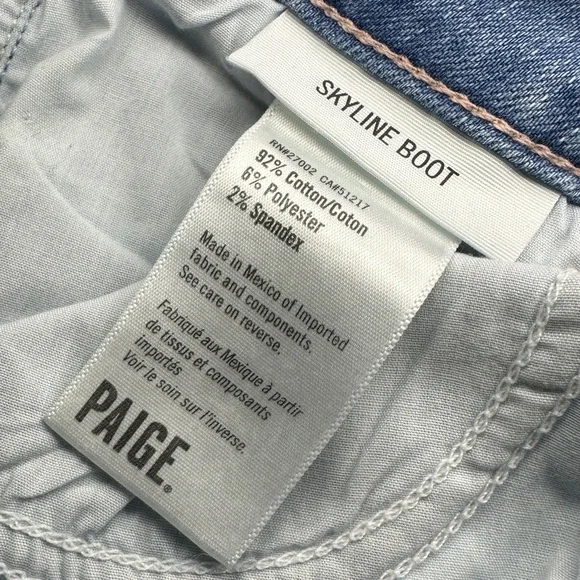 SKYLINE BOOT
RN#27002 CA#51217
92% Cotton/Coton
6% Polyester
2% Spandex
Made in Mexico of Imported
fabric and components.
See care on reverse.
Fabriqué aux Mexique à partir
de tissus et composants
importés
Voir le soin sur l'inverse.
PAIGE®